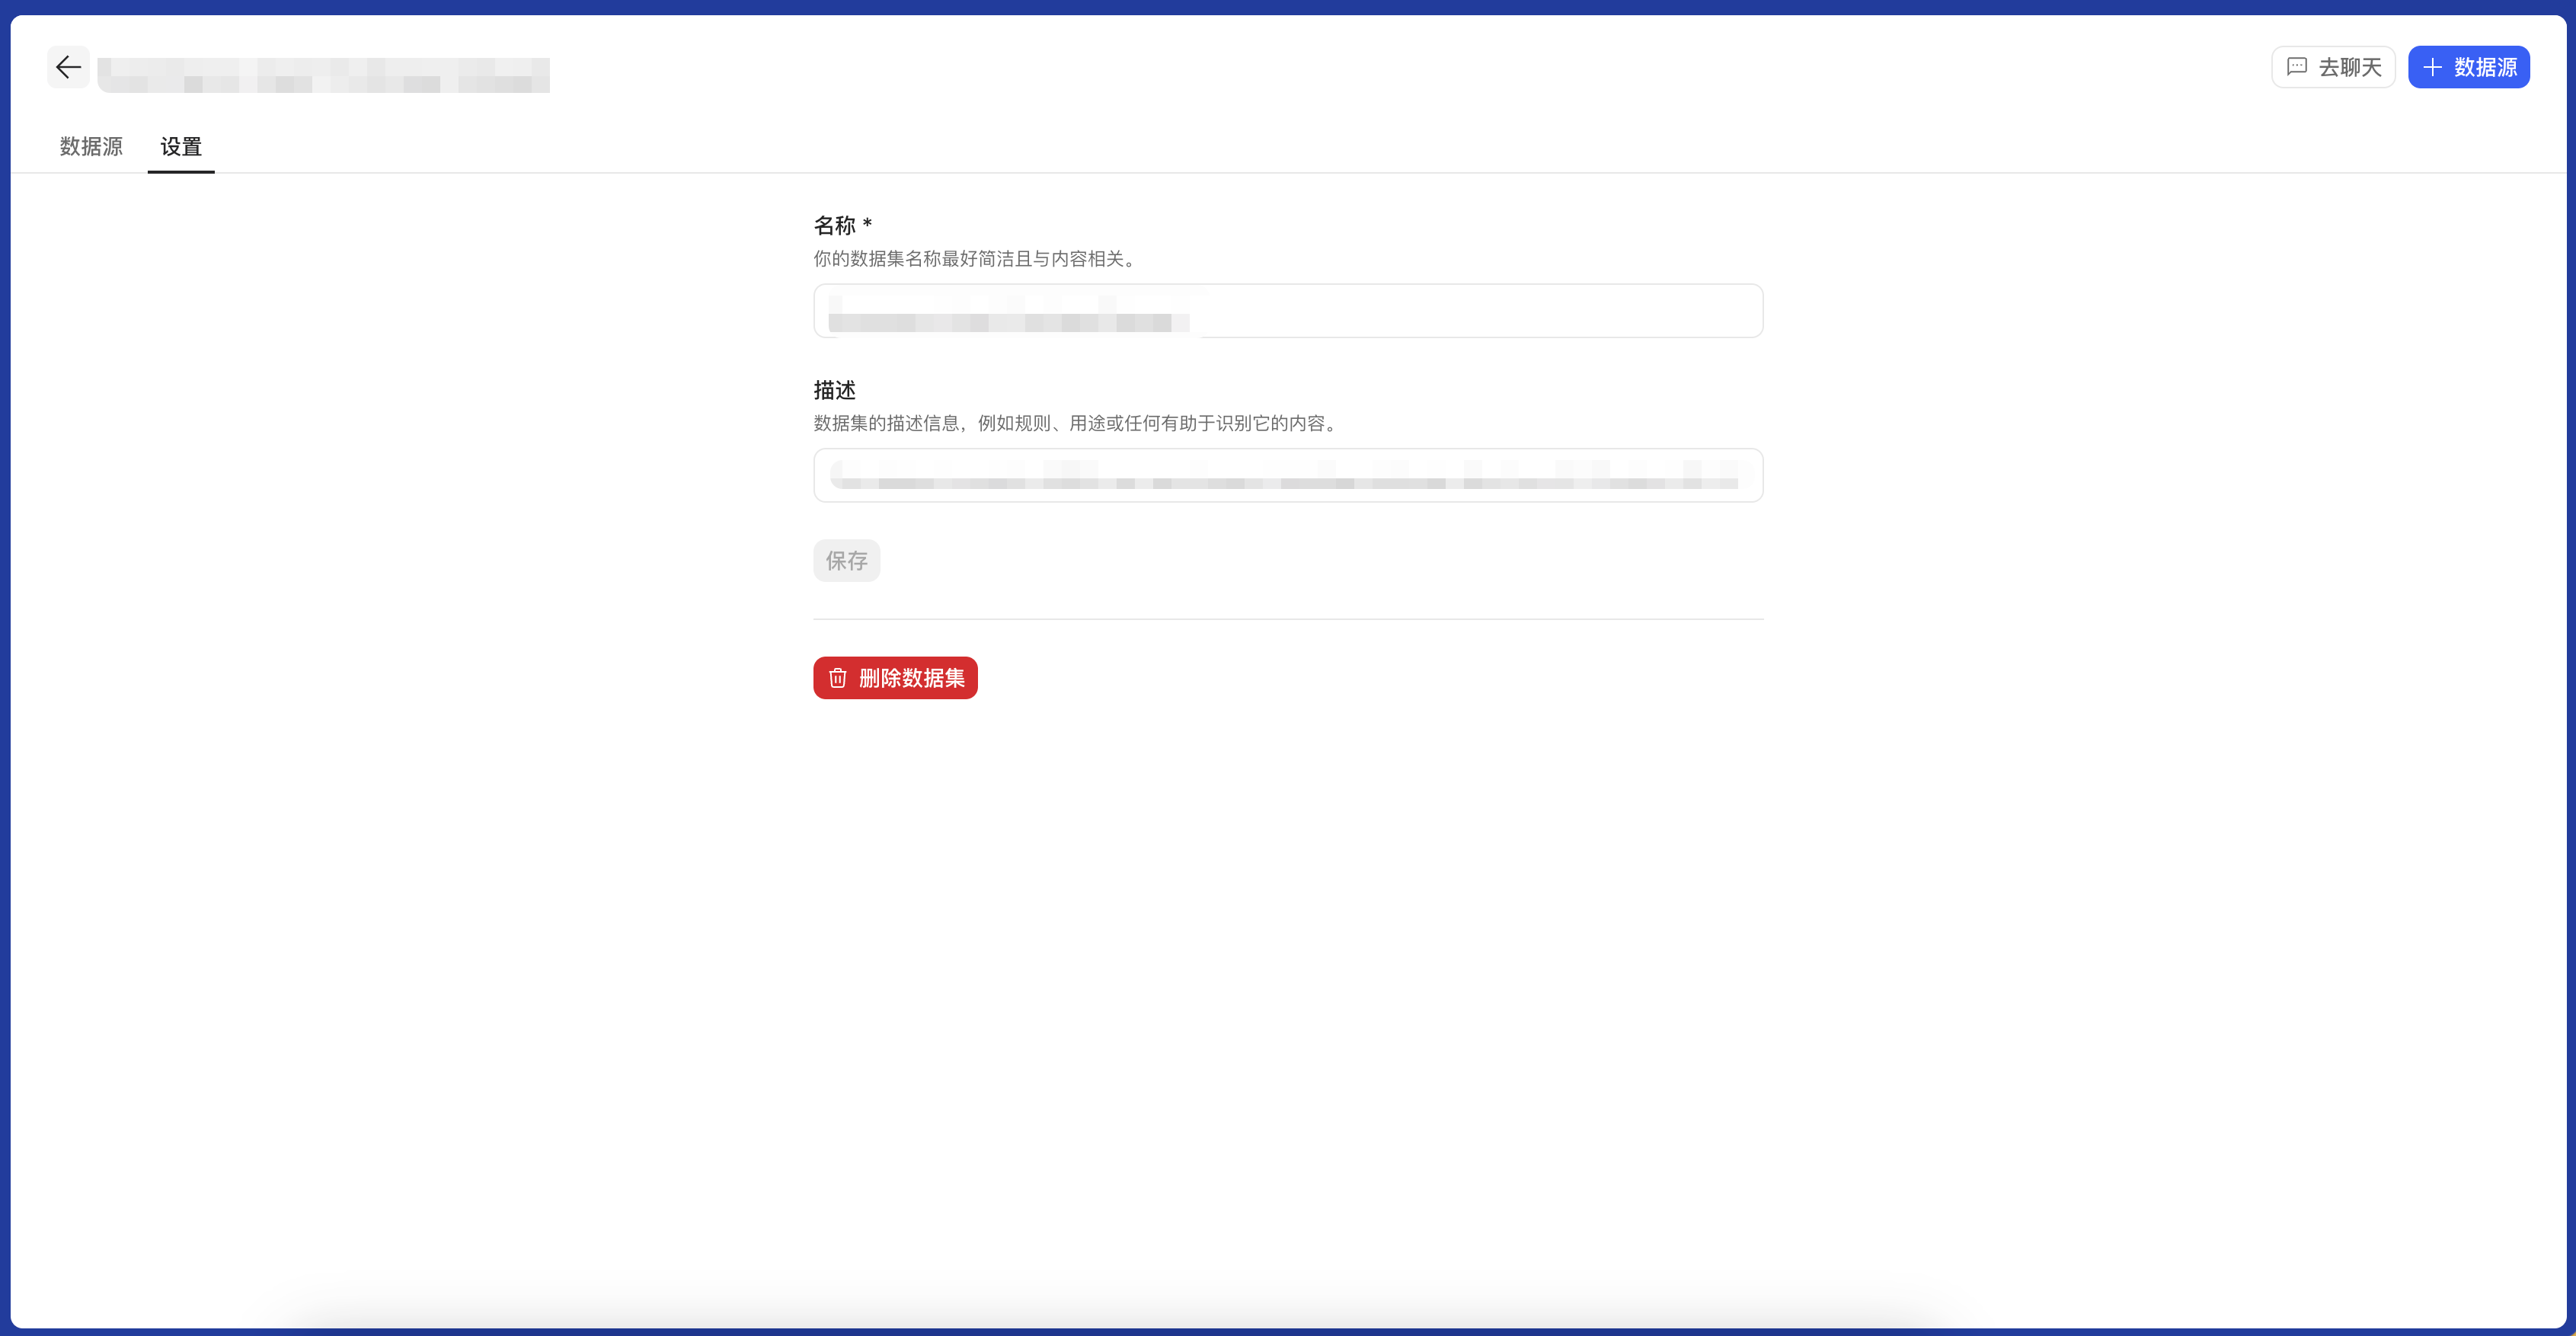 去聊天
数据源
数据源
设置
名称 *
你的数据集名称最好简洁且与内容相关。
描述
数据集的描述信息，例如规则、用途或任何有助于识别它的内容。
保存
删除数据集